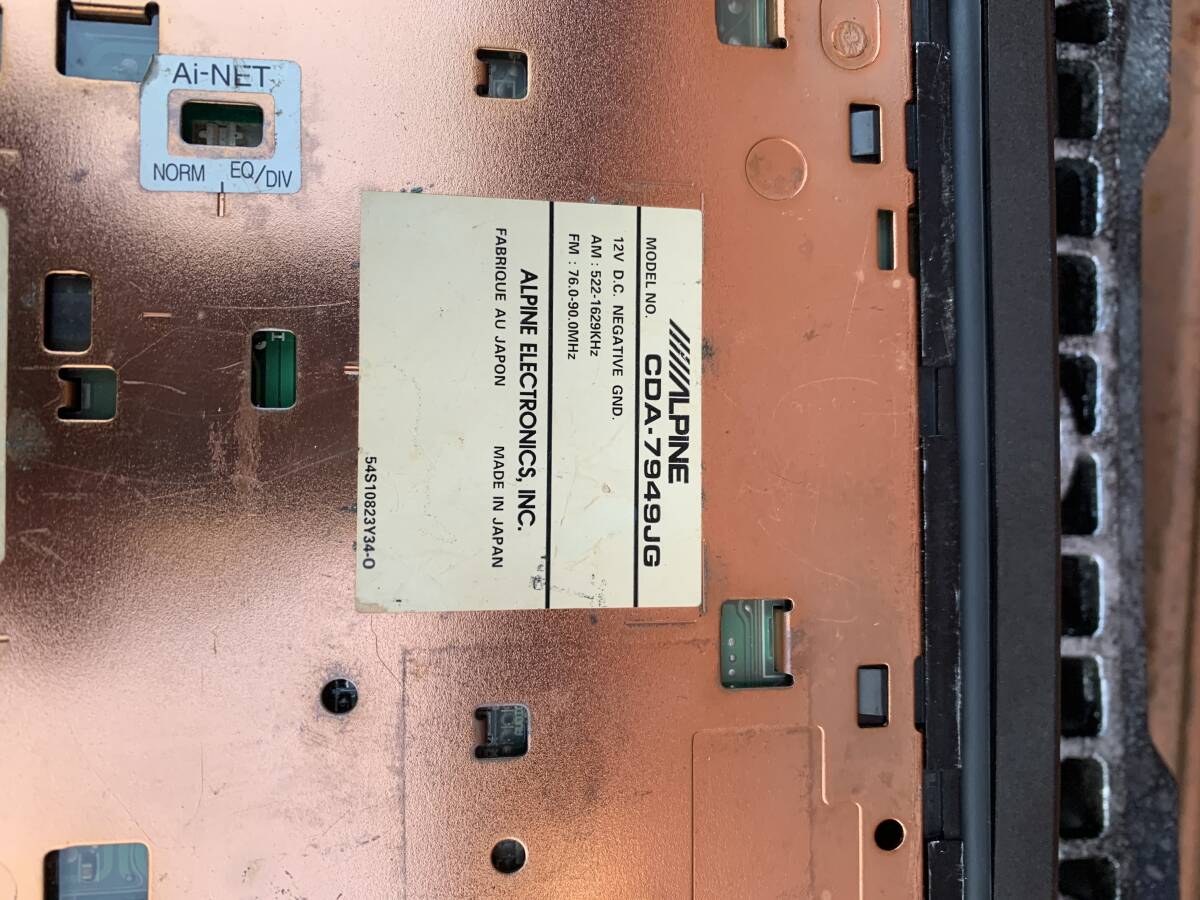 Ai-NET
NORM EQ/DIV
ALPINE
MODEL NO. CDA-7949JG
12V D.C. NEGATIVE GND.
AM : 522-1629KHz
FM : 76.0-90.0MHz
ALPINE ELECTRONICS, INC.
FABRIQUE AU JAPON MADE IN JAPAN
54S10823Y34-O